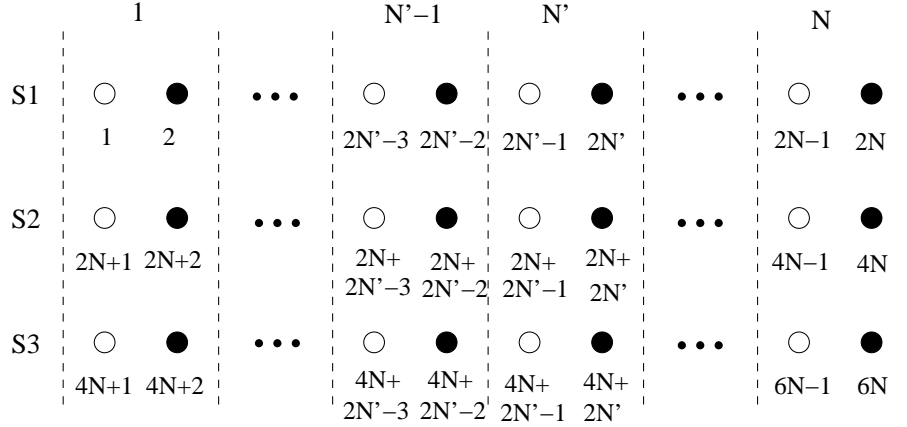 1 N'−1 N' N
S1
1 2 2N'−3 2N'−2 2N'−1 2N' 2N−1 2N
S2
2N+1 2N+2 2N+ 2N+ 2N+ 2N+ 4N−1 4N
2N'−3 2N'−2 2N'−1 2N'
S3
4N+1 4N+2 4N+ 4N+ 4N+ 4N+ 6N−1 6N
2N'−3 2N'−2 2N'−1 2N'